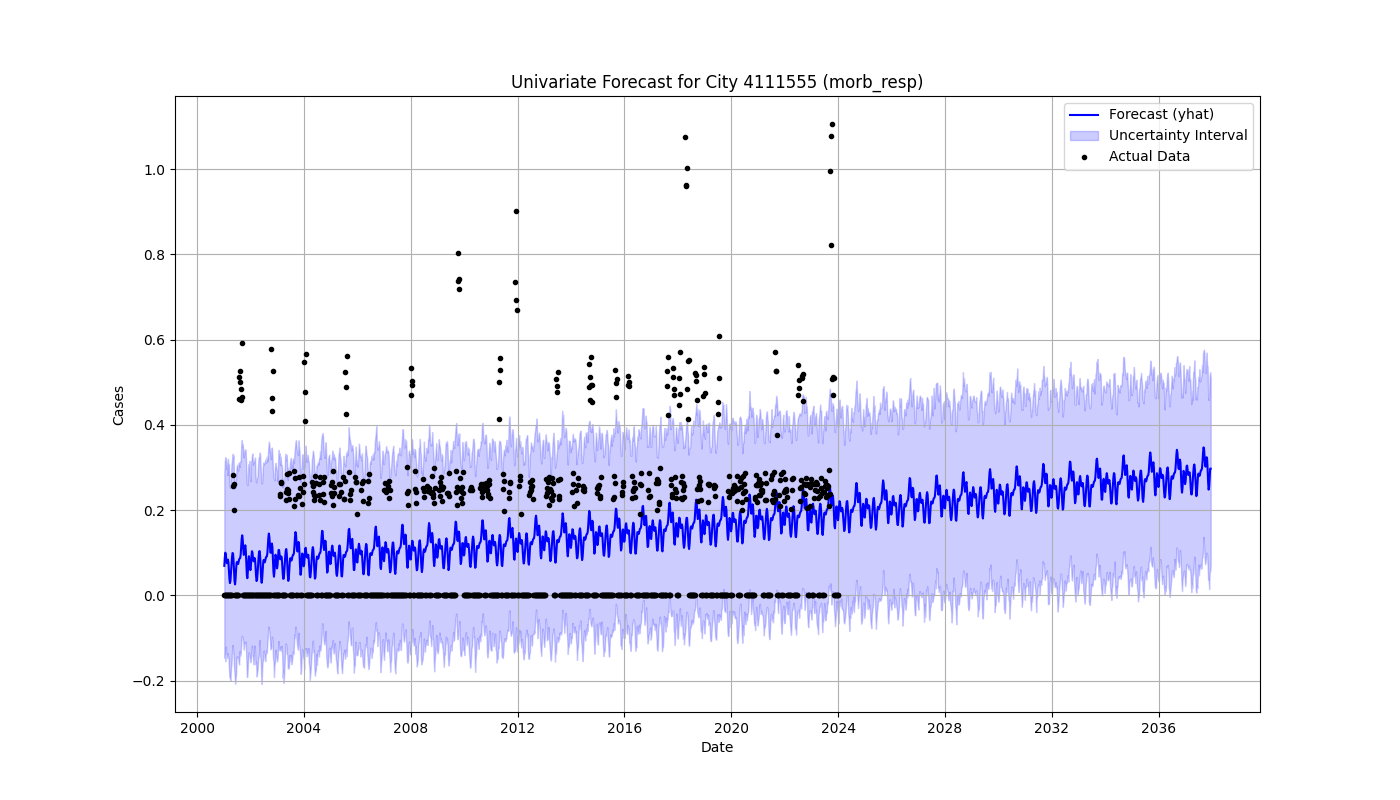 Univariate Forecast for City 4111555 (morb_resp)
Forecast (yhat)
Uncertainty Interval
Actual Data
Cases
1.0
0.8
0.6
0.4
0.2
0.0
−0.2
2000 2004 2008 2012 2016 2020 2024 2028 2032 2036
Date